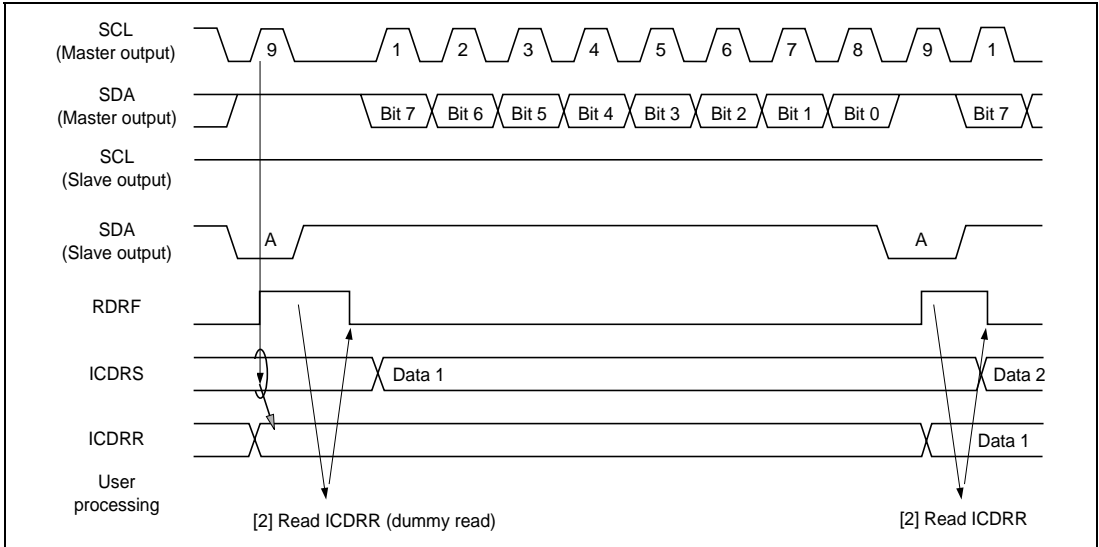 SCL
(Master output)
9 1 2 3 4 5 6 7 8 9 1
SDA
(Master output)
Bit 7 Bit 6 Bit 5 Bit 4 Bit 3 Bit 2 Bit 1 Bit 0 Bit 7
SCL
(Slave output)
SDA
(Slave output)
A A
RDRF
ICDRS
Data 1 Data 2
ICDRR
Data 1
User
processing
[2] Read ICDRR (dummy read) [2] Read ICDRR